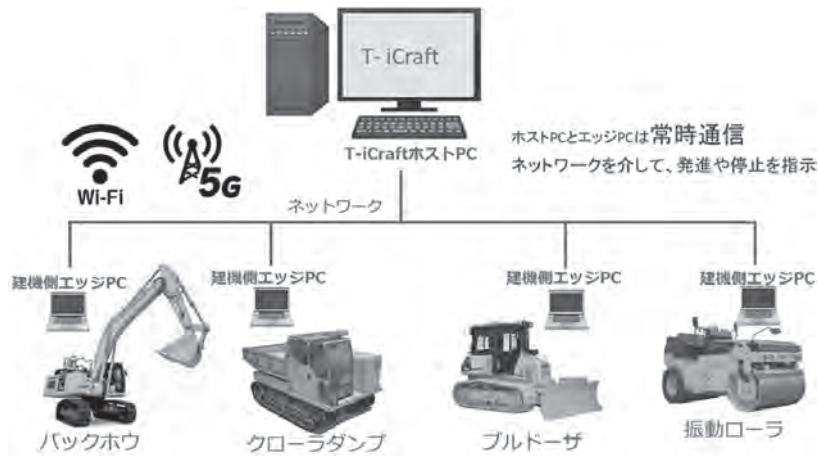 T- iCraft
T-iCraftホストPC
ホストPCとエッジPCは常時通信
ネットワークを介して、発進や停止を指示
Wi-Fi
5G
ネットワーク
建機側エッジPC
建機側エッジPC
建機側エッジPC
建機側エッジPC
バックホウ
クローラダンプ
ブルドーザ
振動ローラ